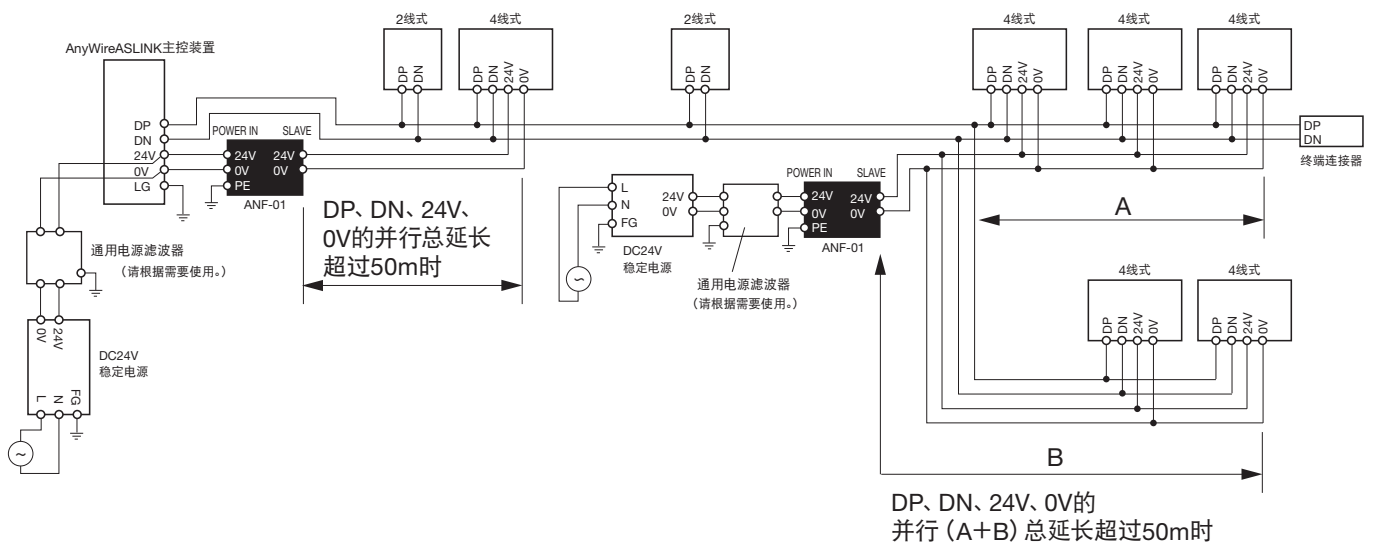 2线式
4线式
2线式
4线式
4线式
4线式
AnyWireASLINK主控装置
DP
DN
DP
DN
24V
0V
DP
DN
DP
DN
24V
0V
DP
DN
24V
0V
DP
DN
24V
0V
DP
DN
24V
0V
LG
POWER IN
SLAVE
24V
24V
0V
0V
PE
ANF-01
DP
DN
终端连接器
DP、DN、24V、
0V的并行总延长
超过50m时
L
N
FG
24V
0V
DC24V
稳定电源
POWER IN
SLAVE
24V
24V
0V
0V
PE
ANF-01
通用电源滤波器
（请根据需要使用。）
A
通用电源滤波器
（请根据需要使用。）
0V
24V
DC24V
稳定电源
L
N
FG
~
~
4线式
4线式
DP
DN
24V
0V
DP
DN
24V
0V
B
DP、DN、24V、0V的
并行（A+B）总延长超过50m时